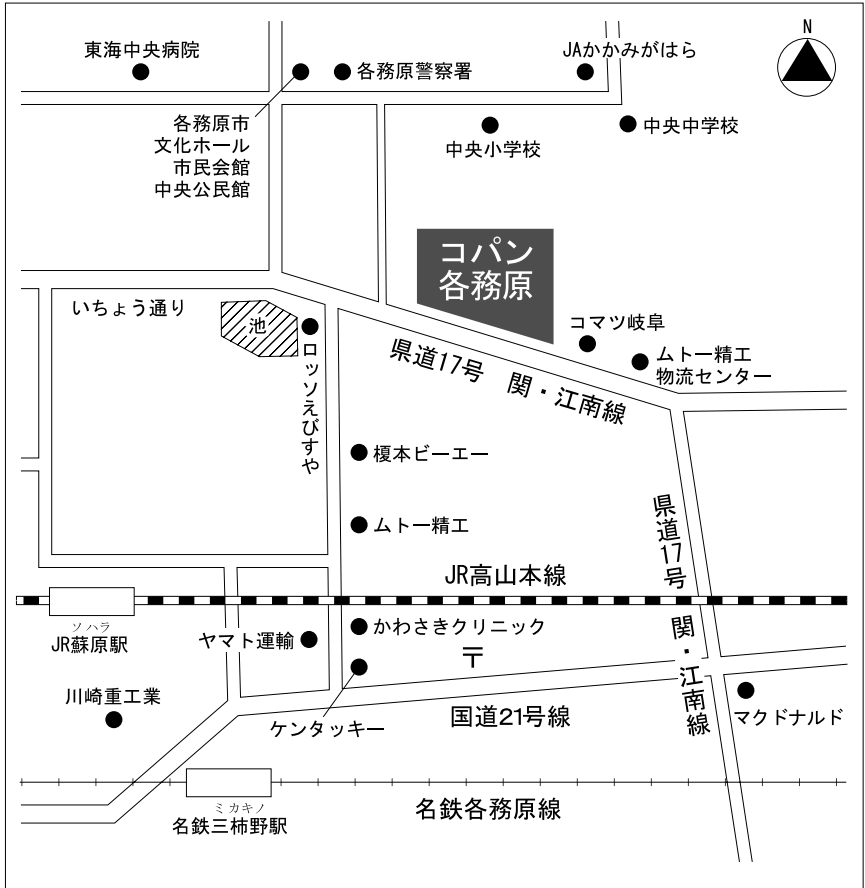 N
東海中央病院
各務原警察署
JAかかみがはら
各務原市
文化ホール
市民会館
中央公民館
中央小学校
中央中学校
コパン
各務原
いちょう通り
池
ロッソえびすや
コマツ岐阜
ムトー精工
物流センター
県道17号 関・江南線
榎本ビーエー
ムトー精工
県道17号 関・江南線
JR高山本線
ソハラ
JR蘇原駅
ヤマト運輸
かわさきクリニック
〒
川崎重工業
ケンタッキー
国道21号線
マクドナルド
ミカキノ
名鉄三柿野駅
名鉄各務原線